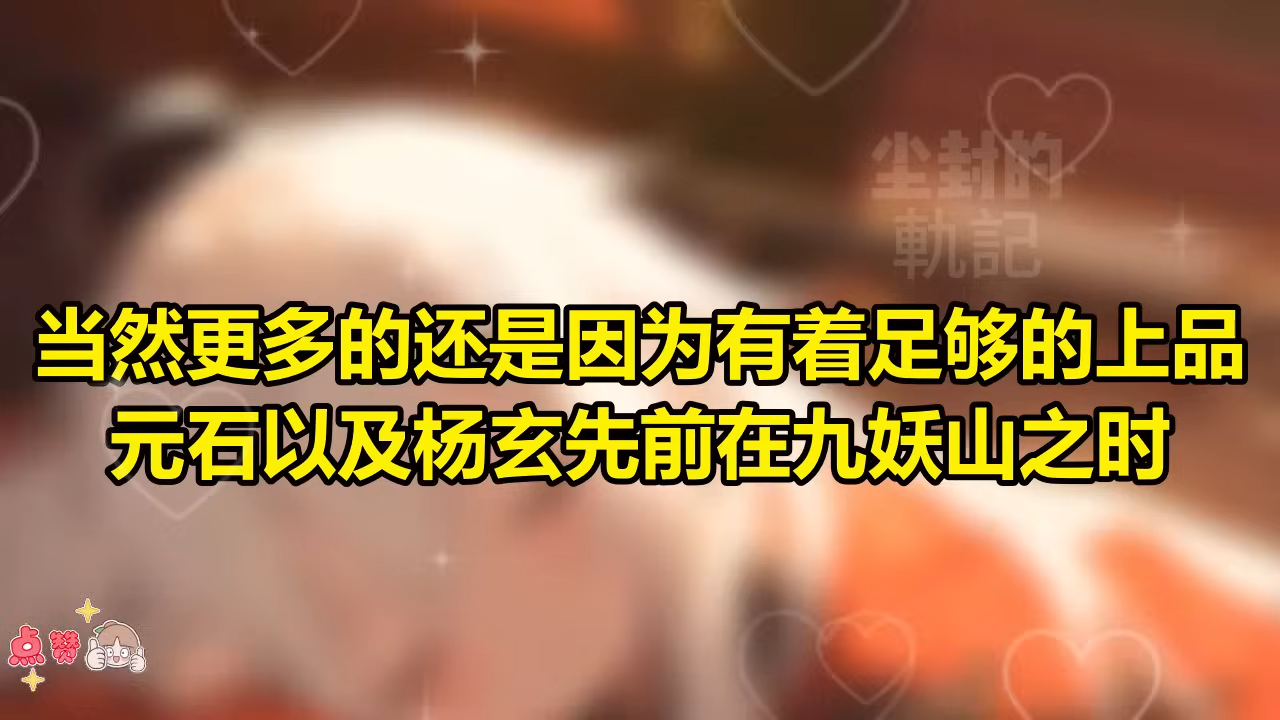 尘封的
軌記
当然更多的还是因为有着足够的上品
元石以及杨玄先前在九妖山之时
点赞